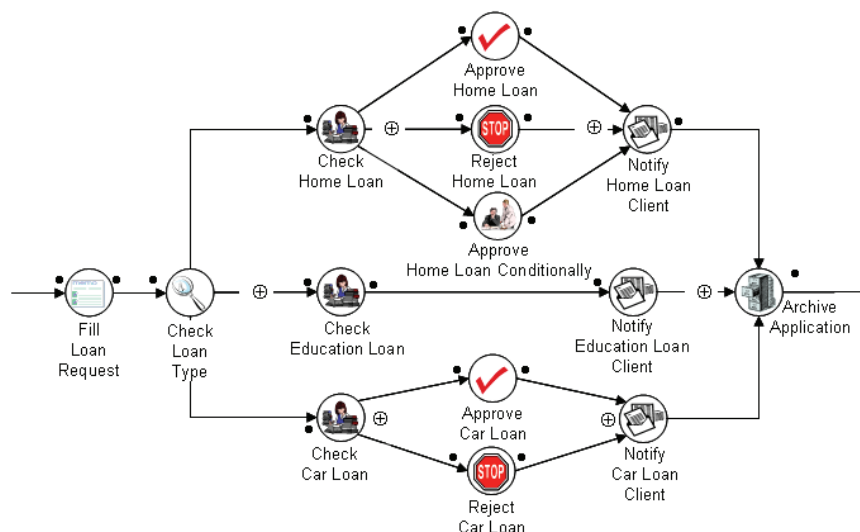 Approve
Home Loan
STOP
Check
Home Loan
Reject
Home Loan
Notify
Home Loan
Client
Approve
Home Loan Conditionally
Fill
Loan
Request
Check
Loan
Type
Check
Education Loan
Notify
Education Loan
Client
Archive
Application
Approve
Car Loan
Check
Car Loan
STOP
Reject
Car Loan
Notify
Car Loan
Client